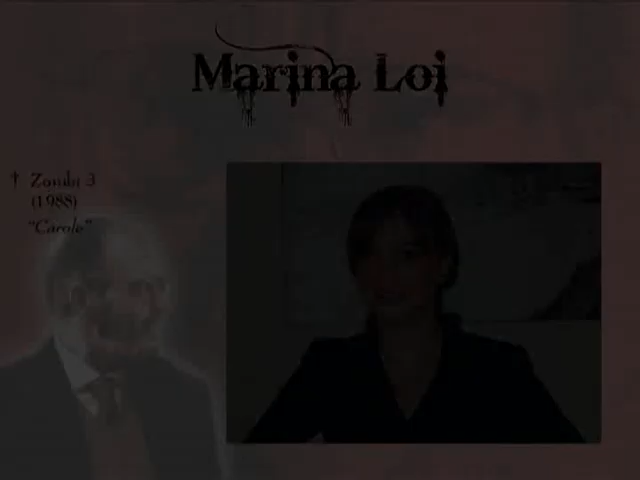 Marina Loi
† Zombi 3
(1988)
"Carole"